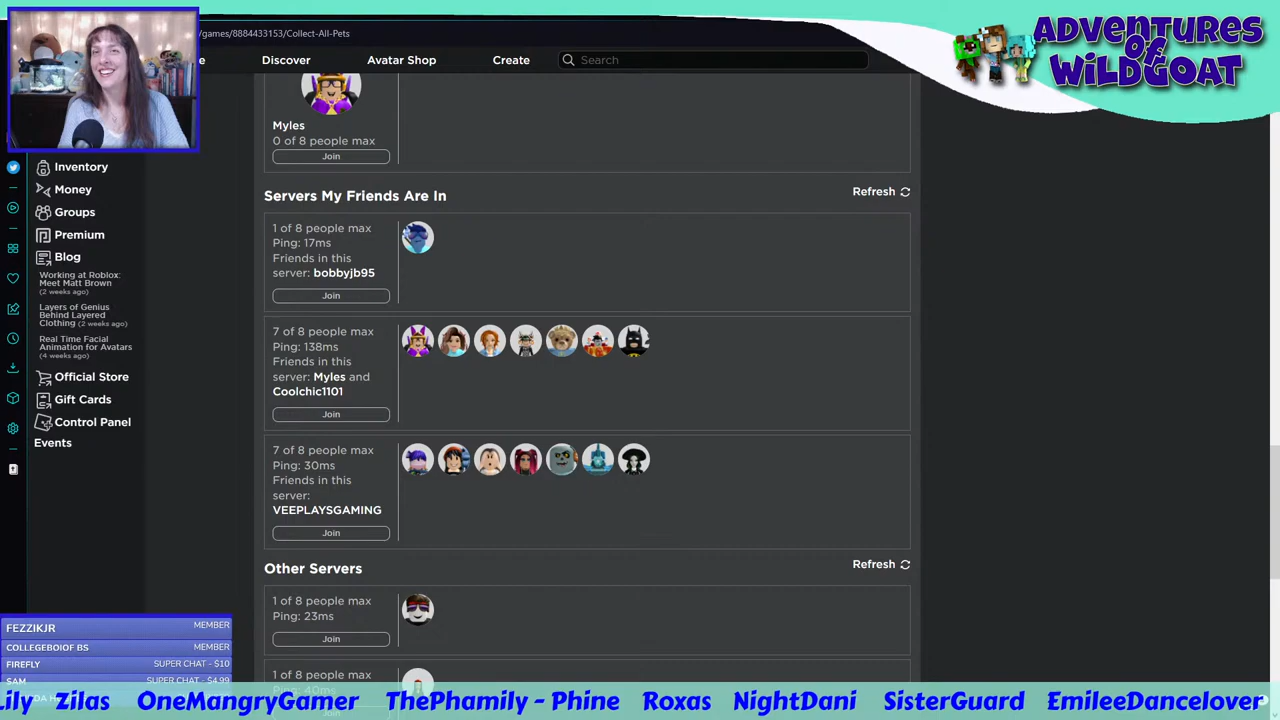 /games/8884433153/Collect-All-Pets
Discover
Avatar Shop
Create
Search
ADVENTURES
OF
WILDGOAT
Inventory
Money
Groups
Premium
Blog
Working at Roblox:
Meet Matt Brown
(2 weeks ago)
Layers of Genius
Behind Layered
Clothing (2 weeks ago)
Real Time Facial
Animation for Avatars
(4 weeks ago)
Official Store
Gift Cards
Control Panel
Events
Myles
0 of 8 people max
Join
Servers My Friends Are In
Refresh
1 of 8 people max
Ping: 17ms
Friends in this
server: bobbyjb95
Join
7 of 8 people max
Ping: 138ms
Friends in this
server: Myles and
Coolchic1101
Join
7 of 8 people max
Ping: 30ms
Friends in this
server:
VEEPLAYSGAMING
Join
Other Servers
Refresh
1 of 8 people max
Ping: 23ms
Join
1 of 8 people max
FEZZIKJR MEMBER
COLLEGEBOIOF BS MEMBER
FIREFLY SUPER CHAT - $10
SAM SUPER CHAT - $4.99
Zilas OneMangryGamer ThePhamily - Phine Roxas NightDani SisterGuard EmileeDancelover